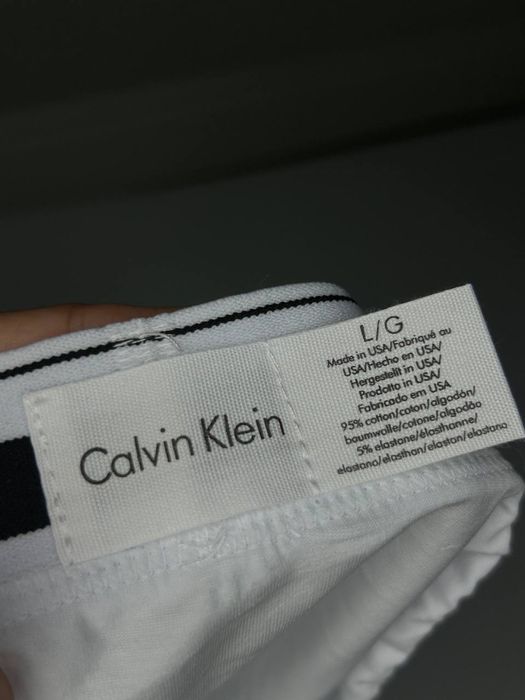 Calvin Klein
L/G
Made in USA/Fabriqué au
USA/Hecho en USA/
Hergestellt in USA/
Prodotto in USA/
Fabricado em USA
95% cotton/coton/algodón/
baumwolle/cotone/algodão
5% elastane/élasthanne/
elastano/elasthan/elastan/elastano